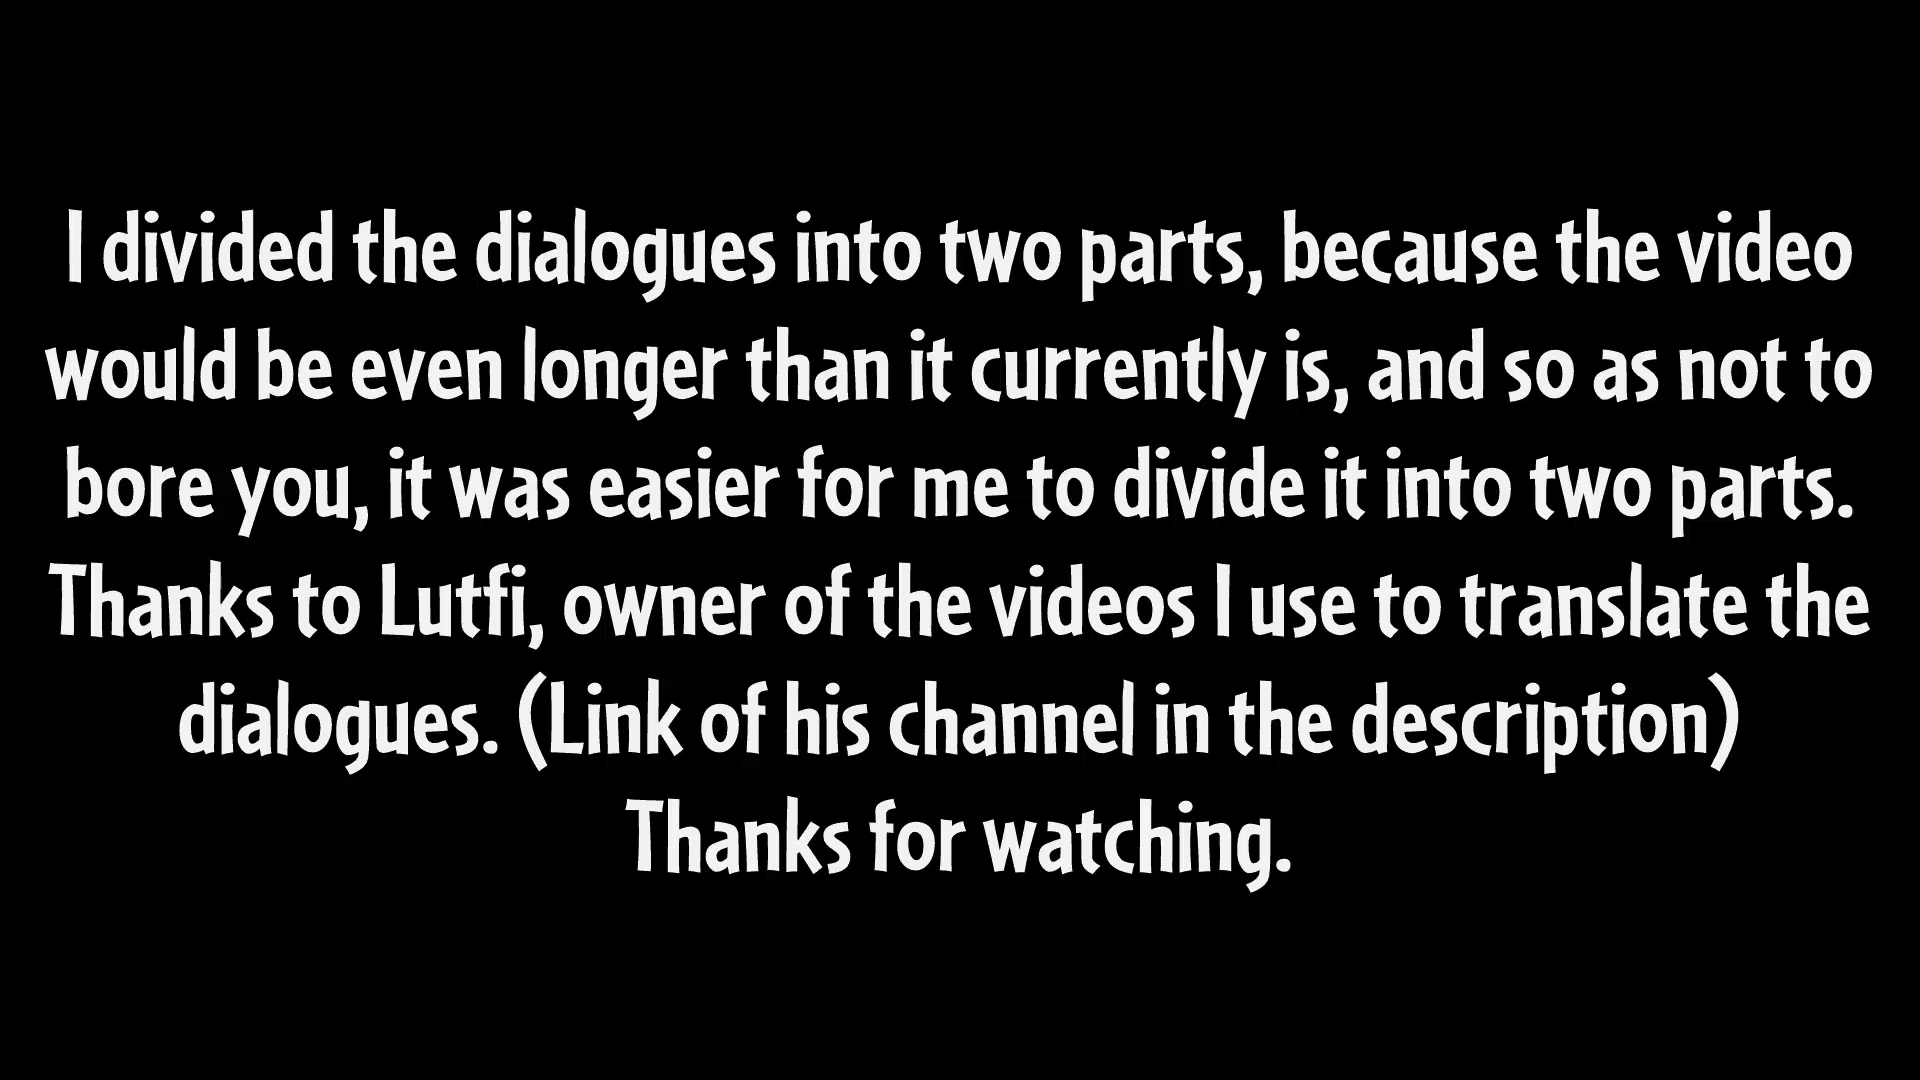 I divided the dialogues into two parts, because the video
would be even longer than it currently is, and so as not to
bore you, it was easier for me to divide it into two parts.
Thanks to Lutfi, owner of the videos I use to translate the
dialogues. (Link of his channel in the description)
Thanks for watching.